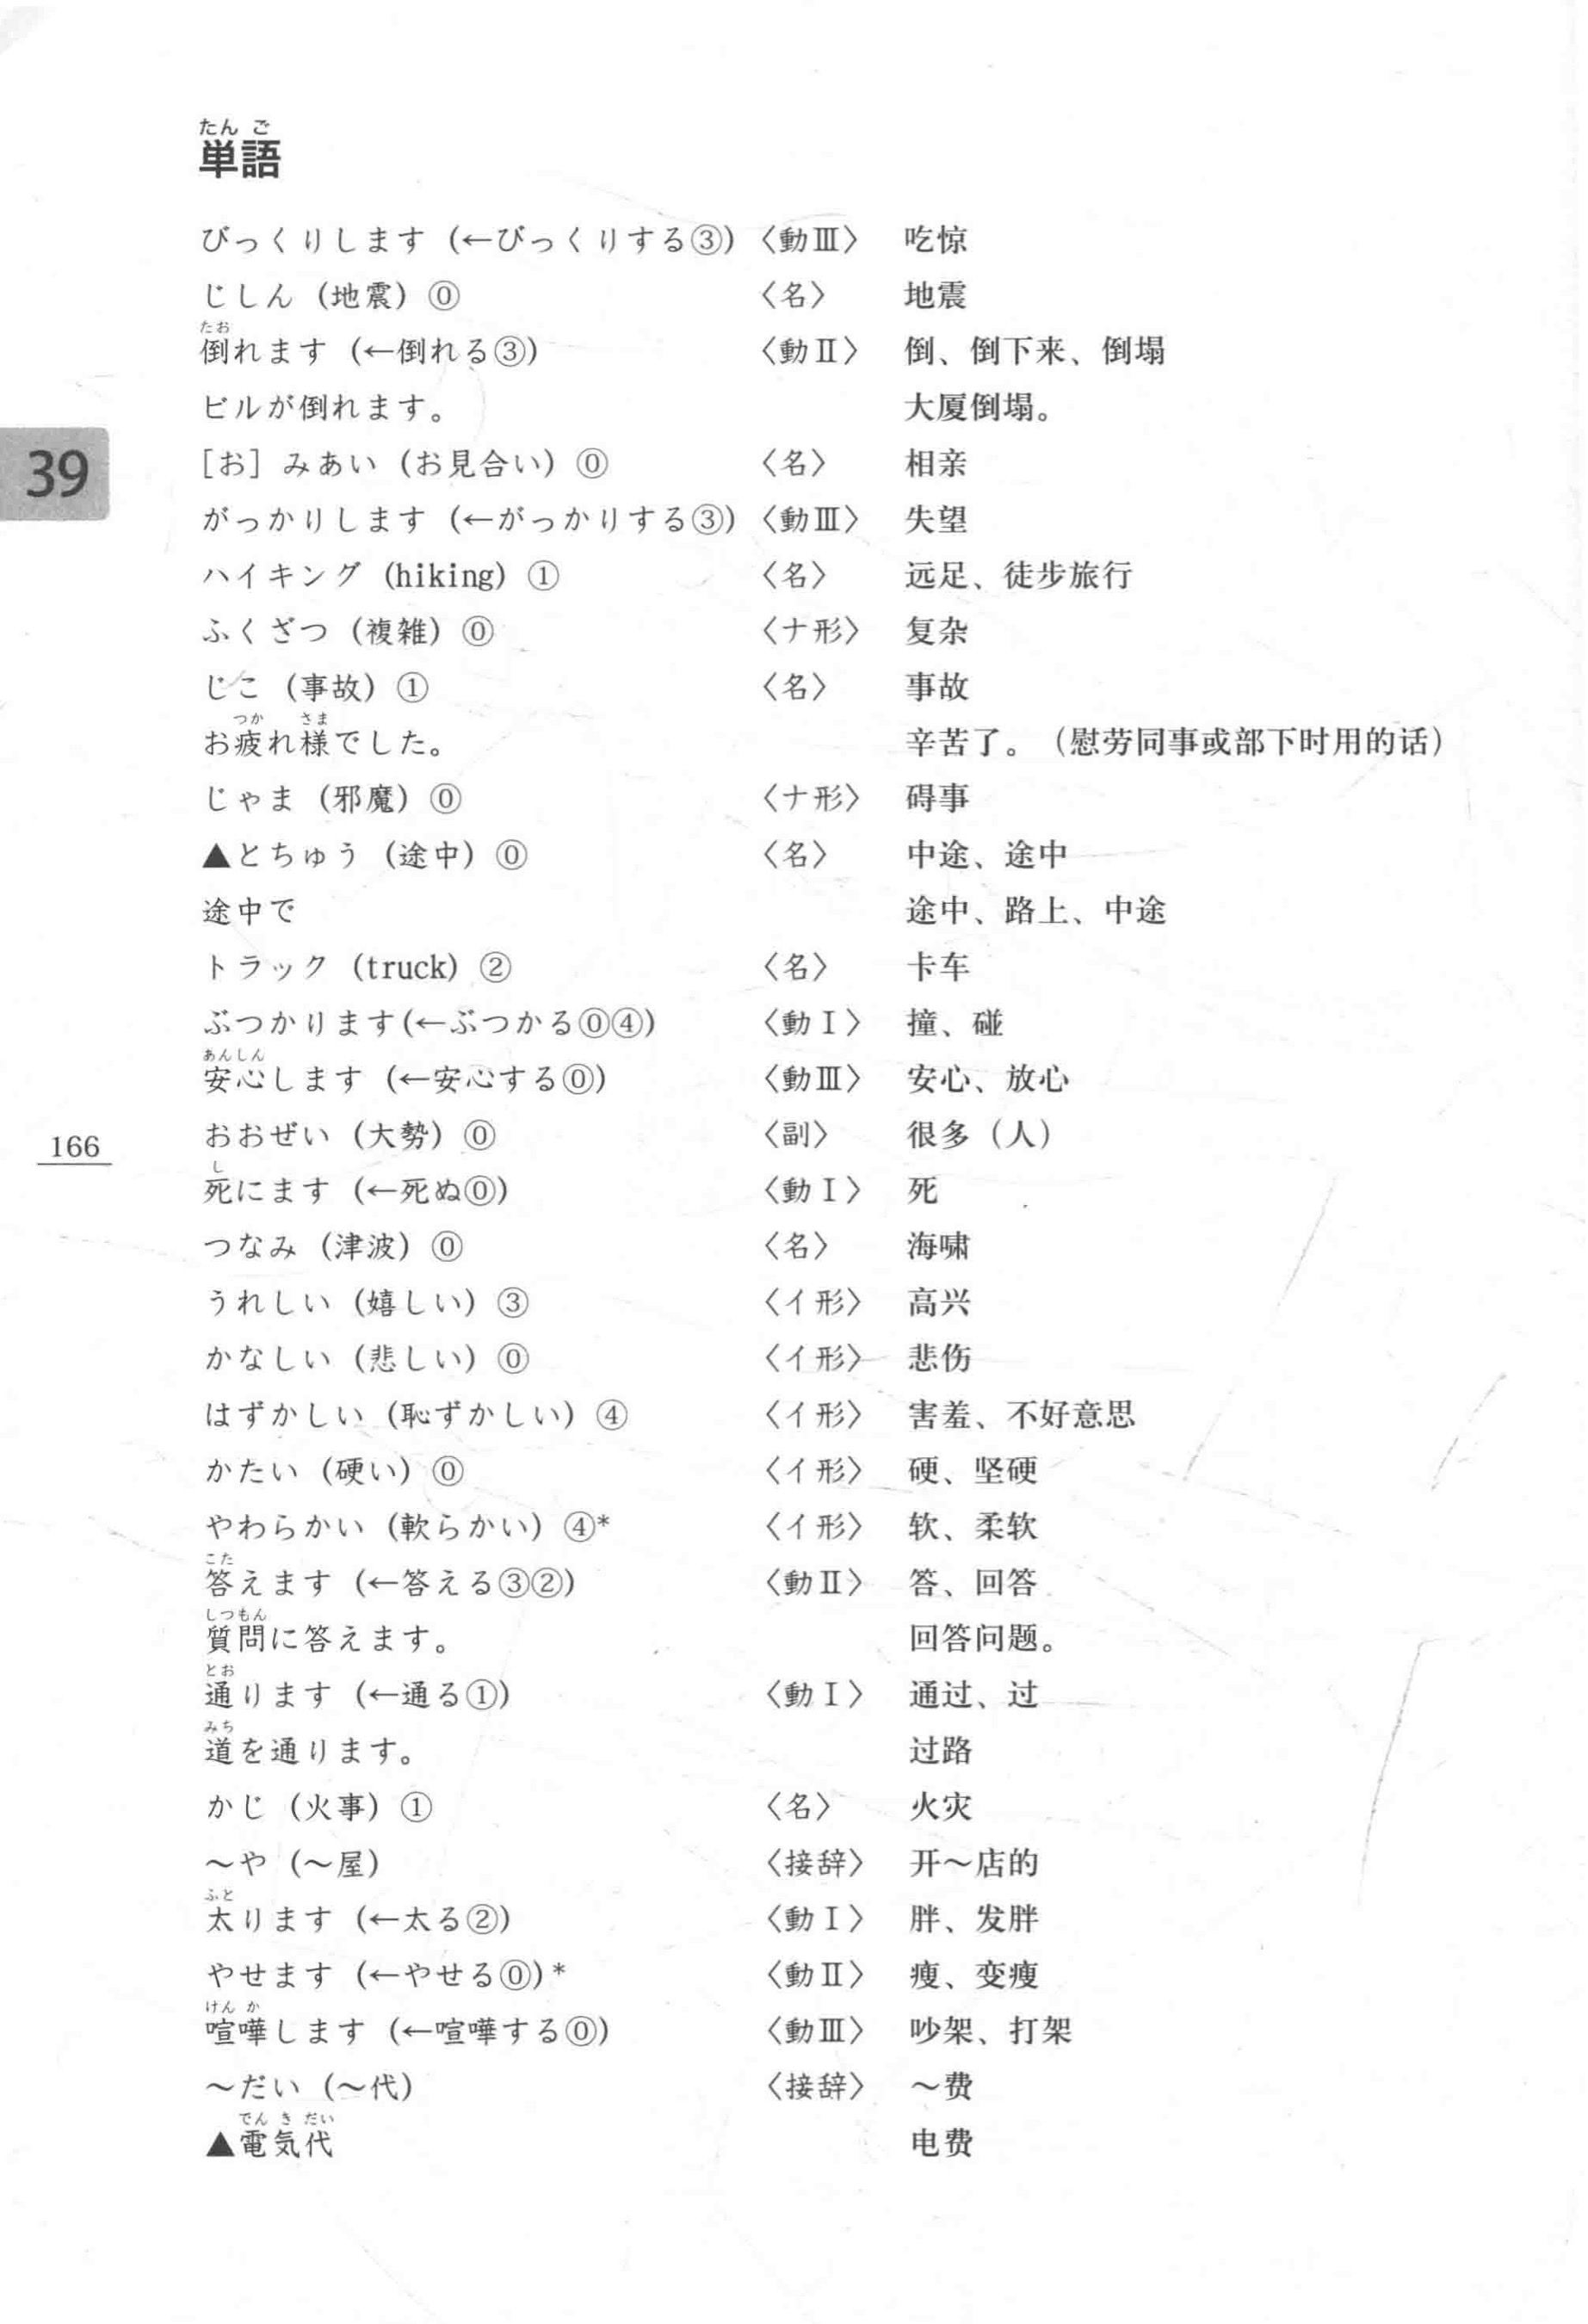 たんご
単語
びっくりします（←びっくりする③）〈動Ⅲ〉 吃惊
じしん（地震）⓪ 〈名〉 地震
たお
倒れます（←倒れる③） 〈動Ⅱ〉 倒、倒下来、倒塌
ビルが倒れます。 大厦倒塌。
39
［お］みあい（お見合い）⓪ 〈名〉 相亲
がっかりします（←がっかりする③）〈動Ⅲ〉 失望
ハイキング（hiking）① 〈名〉 远足、徒步旅行
ふくざつ（複雑）⓪ 〈ナ形〉 复杂
じこ（事故）① 〈名〉 事故
つか さま
お疲れ様でした。 辛苦了。（慰劳同事或部下时用的话）
じゃま（邪魔）⓪ 〈ナ形〉 碍事
▲とちゅう（途中）⓪ 〈名〉 中途、途中
途中で 途中、路上、中途
トラック（truck）② 〈名〉 卡车
ぶつかります(←ぶつかる⓪④） 〈動Ⅰ〉 撞、碰
あんしん
安心します（←安心する⓪） 〈動Ⅲ〉 安心、放心
おおぜい（大勢）⓪ 〈副〉 很多（人）
166
し
死にます（←死ぬ⓪） 〈動Ⅰ〉 死
つなみ（津波）⓪ 〈名〉 海啸
うれしい（嬉しい）③ 〈イ形〉 高兴
かなしい（悲しい）⓪ 〈イ形〉 悲伤
はずかしい（恥ずかしい）④ 〈イ形〉 害羞、不好意思
かたい（硬い）⓪ 〈イ形〉 硬、坚硬
やわらかい（軟らかい）④* 〈イ形〉 软、柔软
こた
答えます（←答える③②） 〈動Ⅱ〉 答、回答
しつもん
質問に答えます。 回答问题。
とお
通ります（←通る①） 〈動Ⅰ〉 通过、过
みち
道を通ります。 过路
かじ（火事）① 〈名〉 火灾
～や（～屋） 〈接辞〉 开～店的
ふと
太ります（←太る②） 〈動Ⅰ〉 胖、发胖
やせます（←やせる⓪）* 〈動Ⅱ〉 瘦、变瘦
けんか
喧嘩します（←喧嘩する⓪） 〈動Ⅲ〉 吵架、打架
～だい（～代） 〈接辞〉 ～费
でんきだい
▲電気代 电费